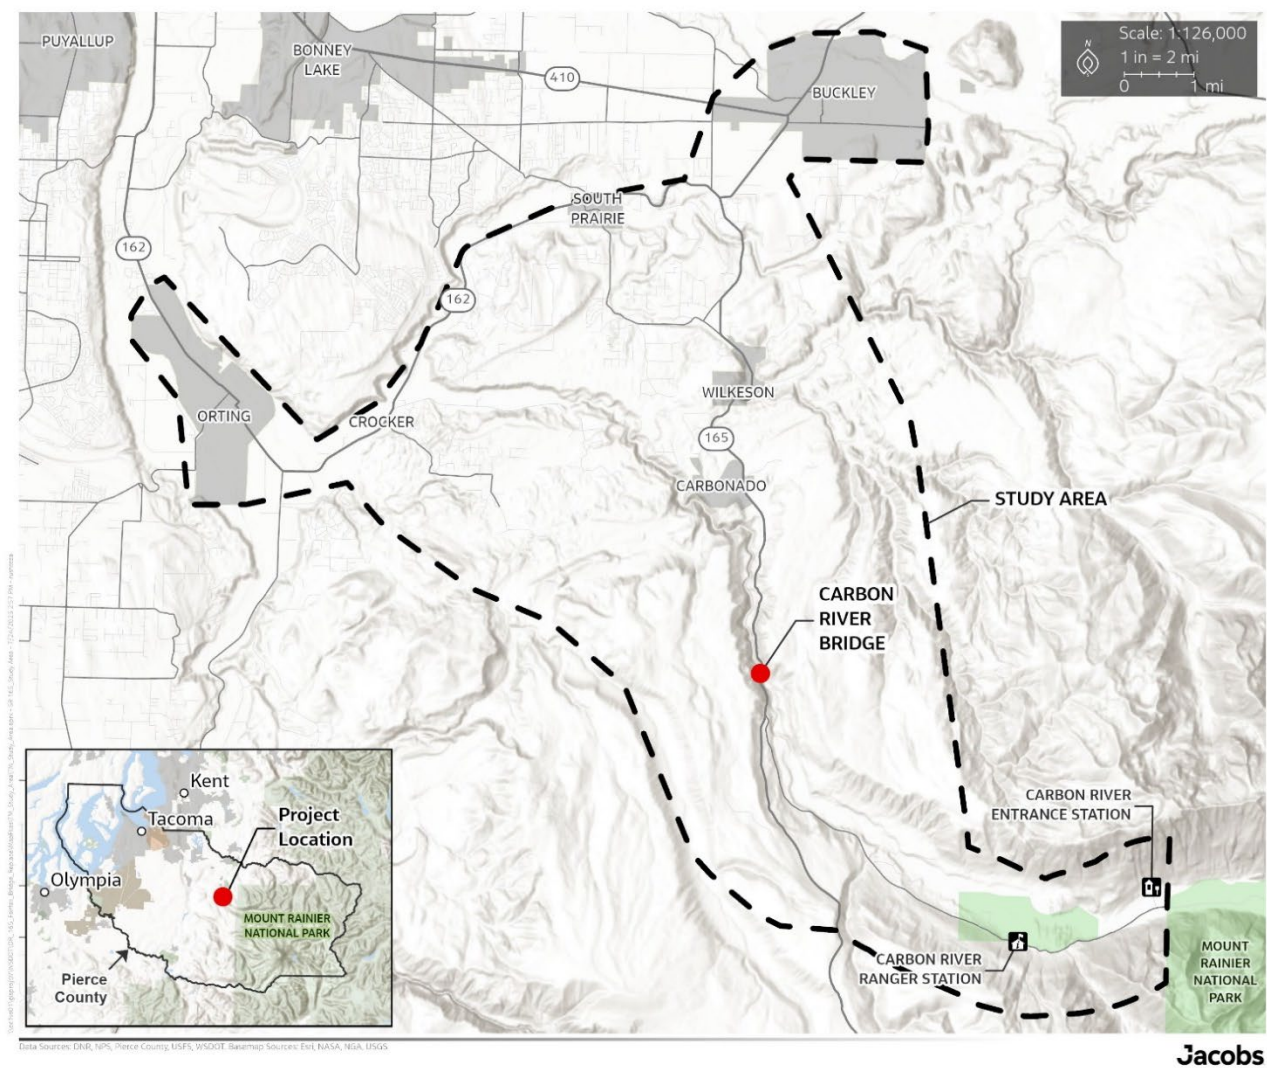 PUYALLUP
BONNEY
LAKE
410
BUCKLEY
N
Scale: 1:126,000
1 in = 2 mi
0 1 mi
SOUTH
PRAIRIE
162
162
ORTING
CROCKER
WILKESON
165
CARBONADO
STUDY AREA
CARBON
RIVER
BRIDGE
CARBON RIVER
ENTRANCE STATION
CARBON RIVER
RANGER STATION
MOUNT
RAINIER
NATIONAL
PARK
Kent
Tacoma
Project
Location
Olympia
MOUNT RAINIER
NATIONAL PARK
Pierce
County
Data Sources: DNR, NPS, Pierce County, USFS, WSDOT. Basemap Sources: Esri, NASA, NGA, USGS.
Jacobs